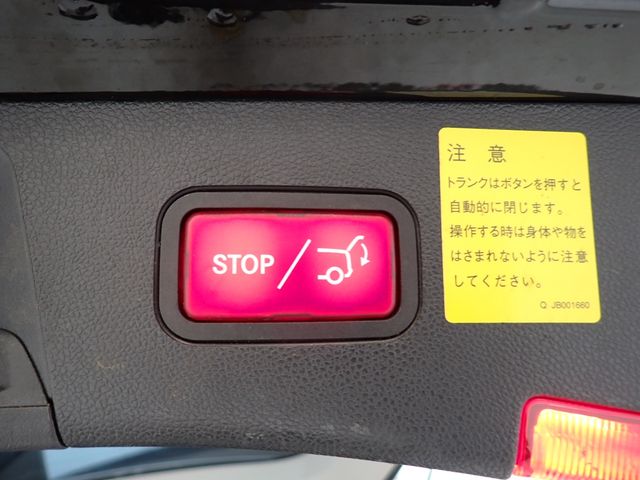 STOP /
注 意
トランクはボタンを押すと
自動的に閉じます。
操作する時は身体や物を
はさまれないように注意
してください。
Q JB001660